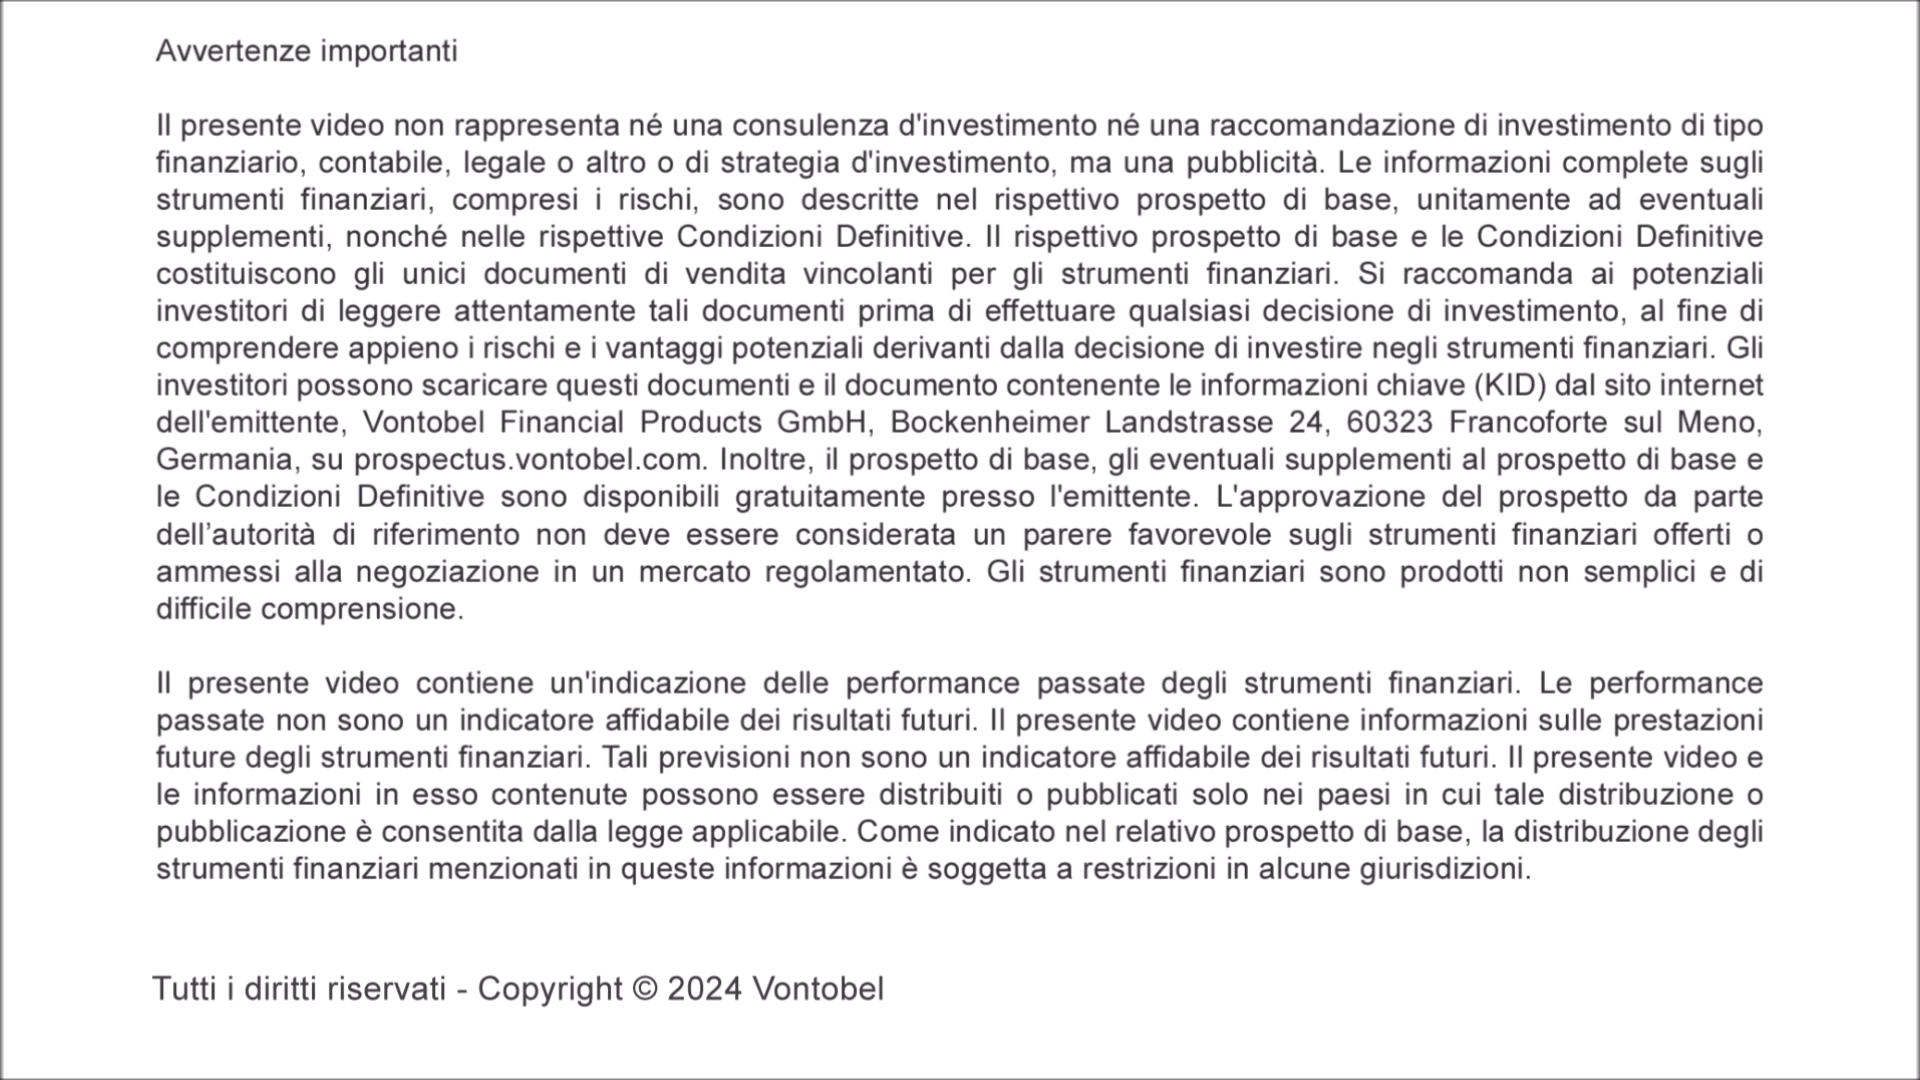 Avvertenze importanti
Il presente video non rappresenta né una consulenza d'investimento né una raccomandazione di investimento di tipo
finanziario, contabile, legale o altro o di strategia d'investimento, ma una pubblicità. Le informazioni complete sugli
strumenti finanziari, compresi i rischi, sono descritte nel rispettivo prospetto di base, unitamente ad eventuali
supplementi, nonché nelle rispettive Condizioni Definitive. Il rispettivo prospetto di base e le Condizioni Definitive
costituiscono gli unici documenti di vendita vincolanti per gli strumenti finanziari. Si raccomanda ai potenziali
investitori di leggere attentamente tali documenti prima di effettuare qualsiasi decisione di investimento, al fine di
comprendere appieno i rischi e i vantaggi potenziali derivanti dalla decisione di investire negli strumenti finanziari. Gli
investitori possono scaricare questi documenti e il documento contenente le informazioni chiave (KID) dal sito internet
dell'emittente, Vontobel Financial Products GmbH, Bockenheimer Landstrasse 24, 60323 Francoforte sul Meno,
Germania, su prospectus.vontobel.com. Inoltre, il prospetto di base, gli eventuali supplementi al prospetto di base e
le Condizioni Definitive sono disponibili gratuitamente presso l'emittente. L'approvazione del prospetto da parte
dell’autorità di riferimento non deve essere considerata un parere favorevole sugli strumenti finanziari offerti o
ammessi alla negoziazione in un mercato regolamentato. Gli strumenti finanziari sono prodotti non semplici e di
difficile comprensione.
Il presente video contiene un'indicazione delle performance passate degli strumenti finanziari. Le performance
passate non sono un indicatore affidabile dei risultati futuri. Il presente video contiene informazioni sulle prestazioni
future degli strumenti finanziari. Tali previsioni non sono un indicatore affidabile dei risultati futuri. Il presente video e
le informazioni in esso contenute possono essere distribuiti o pubblicati solo nei paesi in cui tale distribuzione o
pubblicazione è consentita dalla legge applicabile. Come indicato nel relativo prospetto di base, la distribuzione degli
strumenti finanziari menzionati in queste informazioni è soggetta a restrizioni in alcune giurisdizioni.
Tutti i diritti riservati - Copyright © 2024 Vontobel